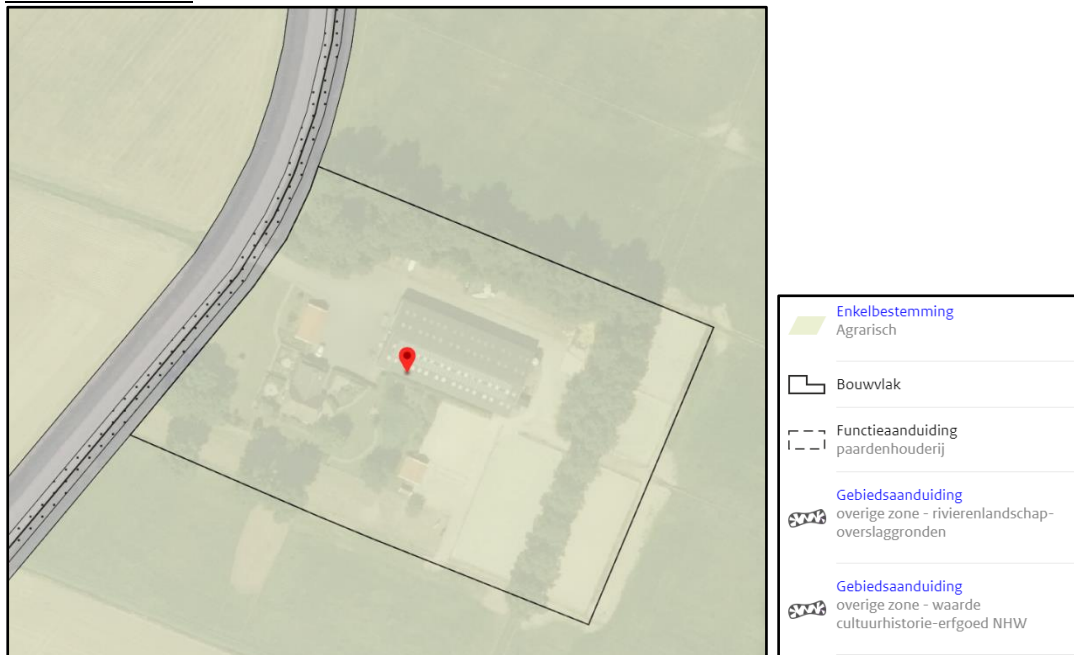 Enkelbestemming
Agrarisch
Bouwvlak
Functieaanduiding
paardenhouderij
Gebiedsaanduiding
overige zone - rivierenlandschap-
overslaggronden
Gebiedsaanduiding
overige zone - waarde
cultuurhistorie-erfgoed NHW